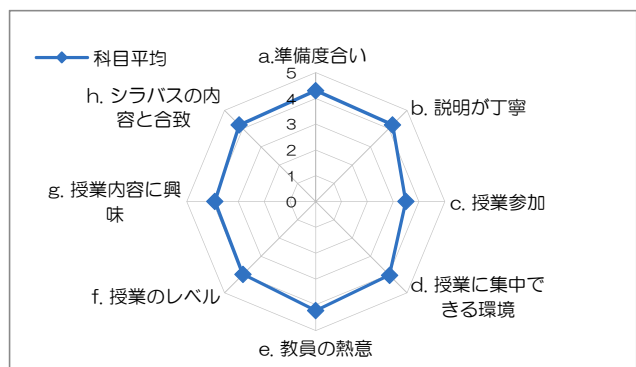 科目平均
a.準備度合い
b. 説明が丁寧
c. 授業参加
d. 授業に集中で
きる環境
e. 教員の熱意
f. 授業のレベル
g. 授業内容に興
味
h. シラバスの内
容と合致
5
4
3
2
1
0